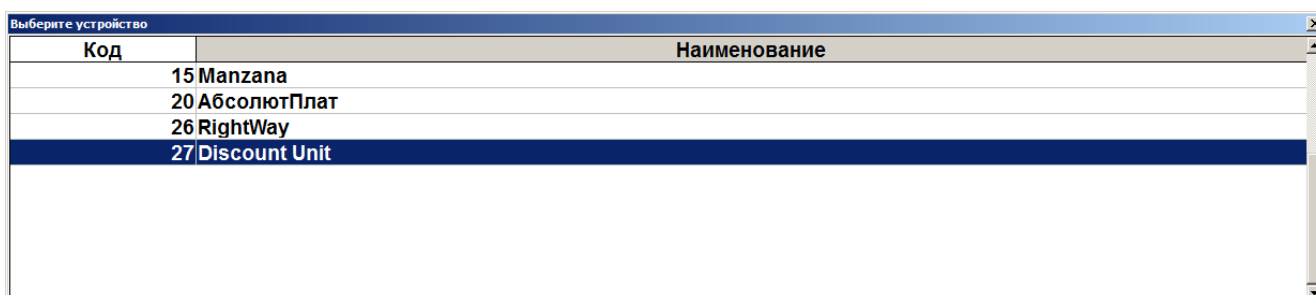 Выберите устройство
Код Наименование
15 Manzana
20 АбсолютПлат
26 RightWay
27 Discount Unit